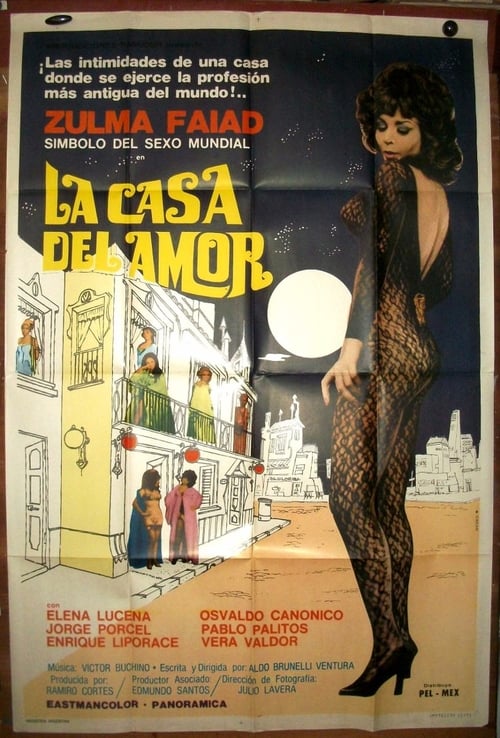 ¡Las intimidades de una casa
donde se ejerce la profesión
más antigua del mundo!..
ZULMA FAIAD
SIMBOLO DEL SEXO MUNDIAL
en
LA CASA
DEL AMOR
con
ELENA LUCENA
JORGE PORCEL
ENRIQUE LIPORACE
OSVALDO CANONICO
PABLO PALITOS
VERA VALDOR
Música: VICTOR BUCHINO - Escrita y Dirigida por: ALDO BRUNELLI VENTURA
Producida por: / Productor Asociado: / Dirección de Fotografía:
RAMIRO CORTES / EDMUNDO SANTOS / JULIO LAVERA
EASTMANCOLOR - PANORAMICA
Distribuye
PEL - MEX
INDUSTRIA ARGENTINA